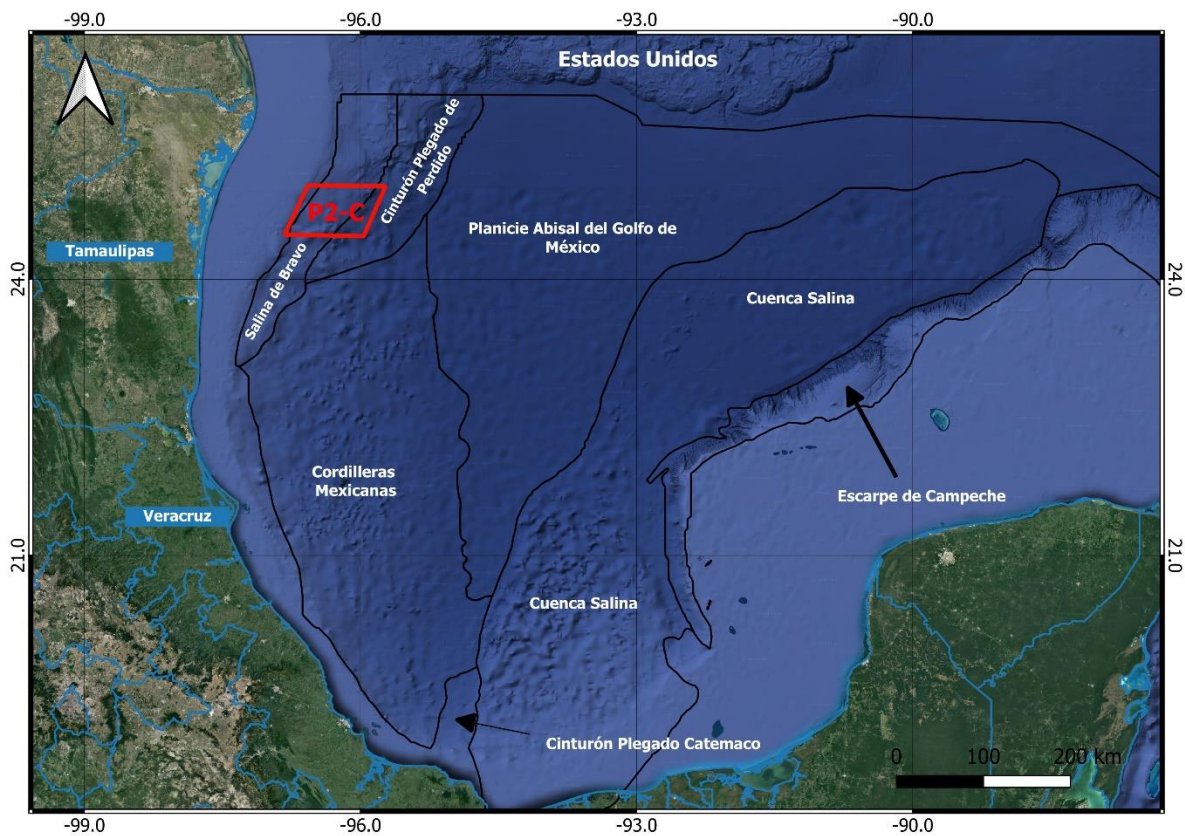 -99.0
-96.0
-93.0
-90.0
Estados Unidos
Cinturón Plegado de
Perdido
P2-C
Salina de Bravo
Planicie Abisal del Golfo de
México
Tamaulipas
24.0
24.0
Cuenca Salina
Cordilleras
Mexicanas
Escarpe de Campeche
Veracruz
21.0
21.0
Cuenca Salina
Cinturón Plegado Catemaco
0
100
200 km
-99.0
-96.0
-93.0
-90.0